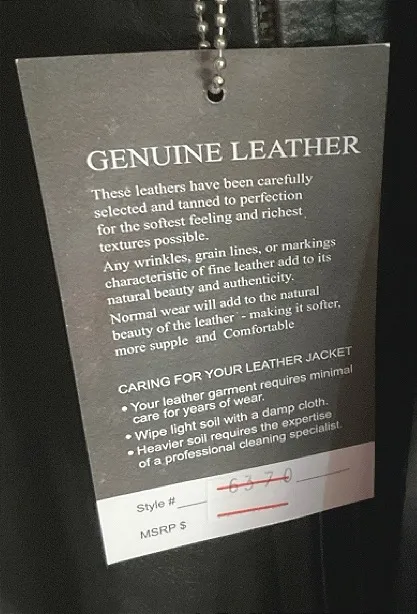 GENUINE LEATHER
These leathers have been carefully
selected and tanned to perfection
for the softest feeling and richest
textures possible.
Any wrinkles, grain lines, or markings
characteristic of fine leather add to its
natural beauty and authenticity.
Normal wear will add to the natural
beauty of the leather - making it softer,
more supple and Comfortable
CARING FOR YOUR LEATHER JACKET
• Your leather garment requires minimal
care for years of wear.
• Wipe light soil with a damp cloth.
• Heavier soil requires the expertise
of a professional cleaning specialist.
Style # 6370
MSRP $